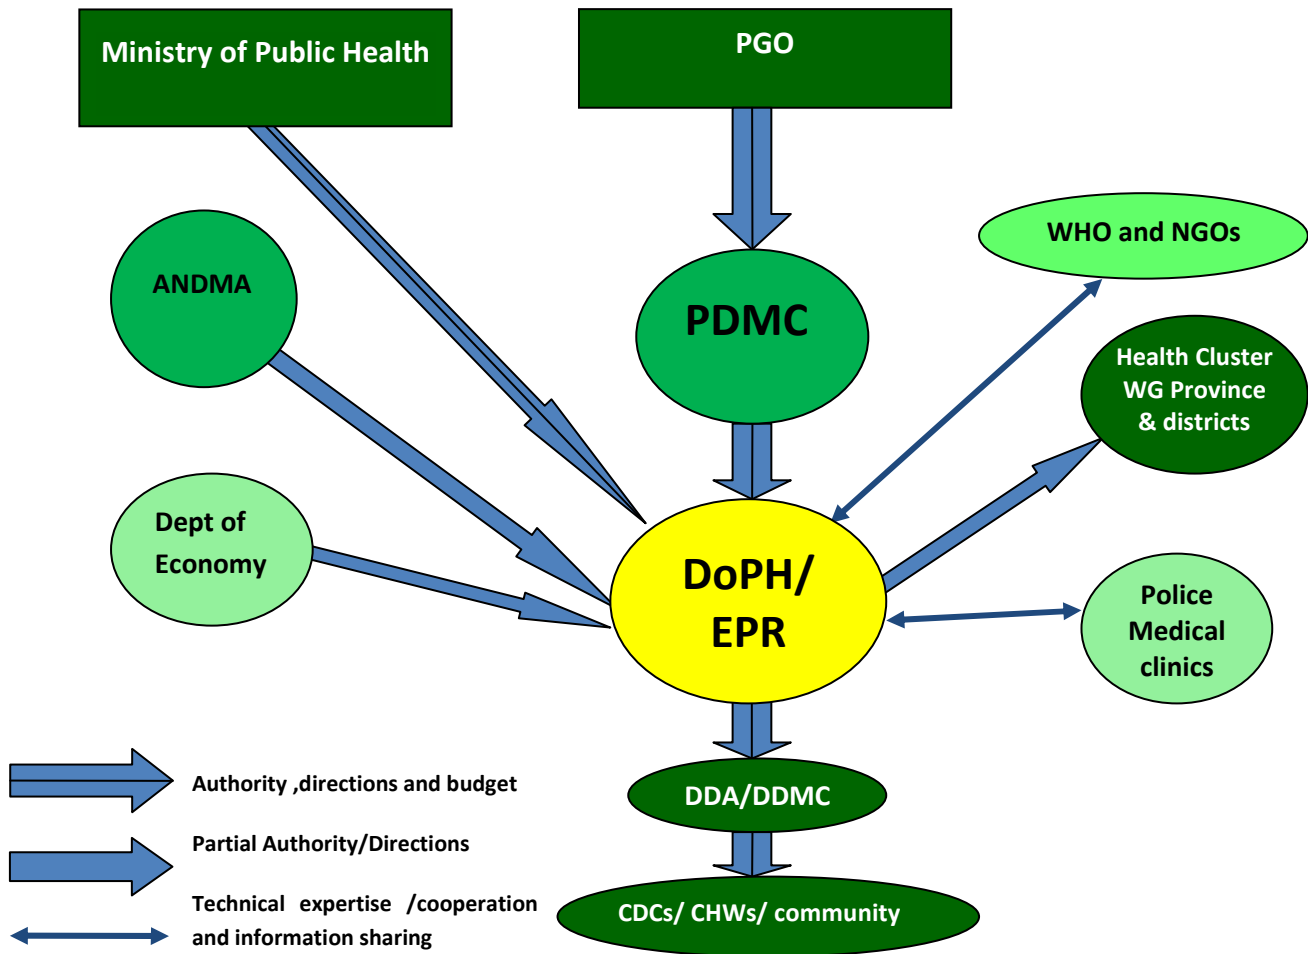 Ministry of Public Health
PGO
ANDMA
PDMC
WHO and NGOs
Health Cluster
WG Province
& districts
Dept of
Economy
DoPH/
EPR
Police
Medical
clinics
Authority ,directions and budget
Partial Authority/Directions
Technical expertise /cooperation
and information sharing
DDA/DDMC
CDCs/ CHWs/ community